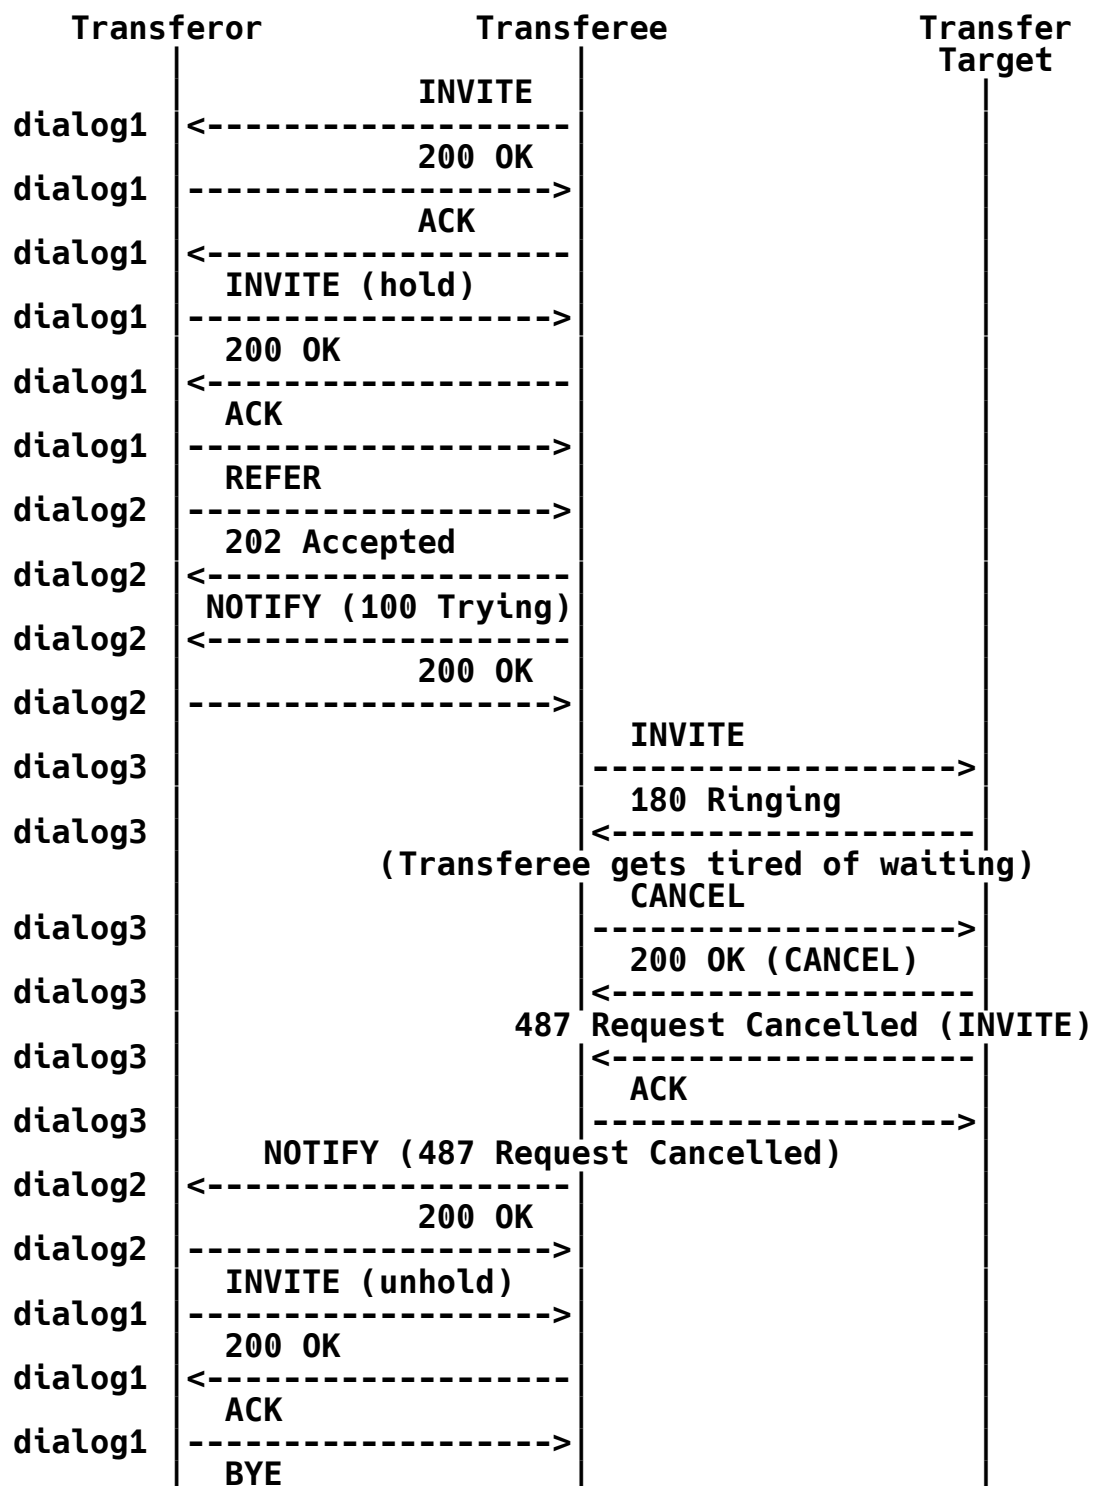 Transferor Transferee Transfer
Target
INVITE
dialog1 |<-------------------|
200 OK
dialog1 |------------------->|
ACK
dialog1 |<-------------------|
INVITE (hold)
dialog1 |------------------->|
200 OK
dialog1 |<-------------------|
ACK
dialog1 |------------------->|
REFER
dialog2 |------------------->|
202 Accepted
dialog2 |<-------------------|
NOTIFY (100 Trying)
dialog2 |<-------------------|
200 OK
dialog2 |------------------->|
INVITE
dialog3 |------------------->|
180 Ringing
dialog3 |<-------------------|
(Transferee gets tired of waiting)
CANCEL
dialog3 |------------------->|
200 OK (CANCEL)
dialog3 |<-------------------|
487 Request Cancelled (INVITE)
dialog3 |<-------------------|
ACK
dialog3 |------------------->|
NOTIFY (487 Request Cancelled)
dialog2 |<-------------------|
200 OK
dialog2 |------------------->|
INVITE (unhold)
dialog1 |------------------->|
200 OK
dialog1 |<-------------------|
ACK
dialog1 |------------------->|
BYE